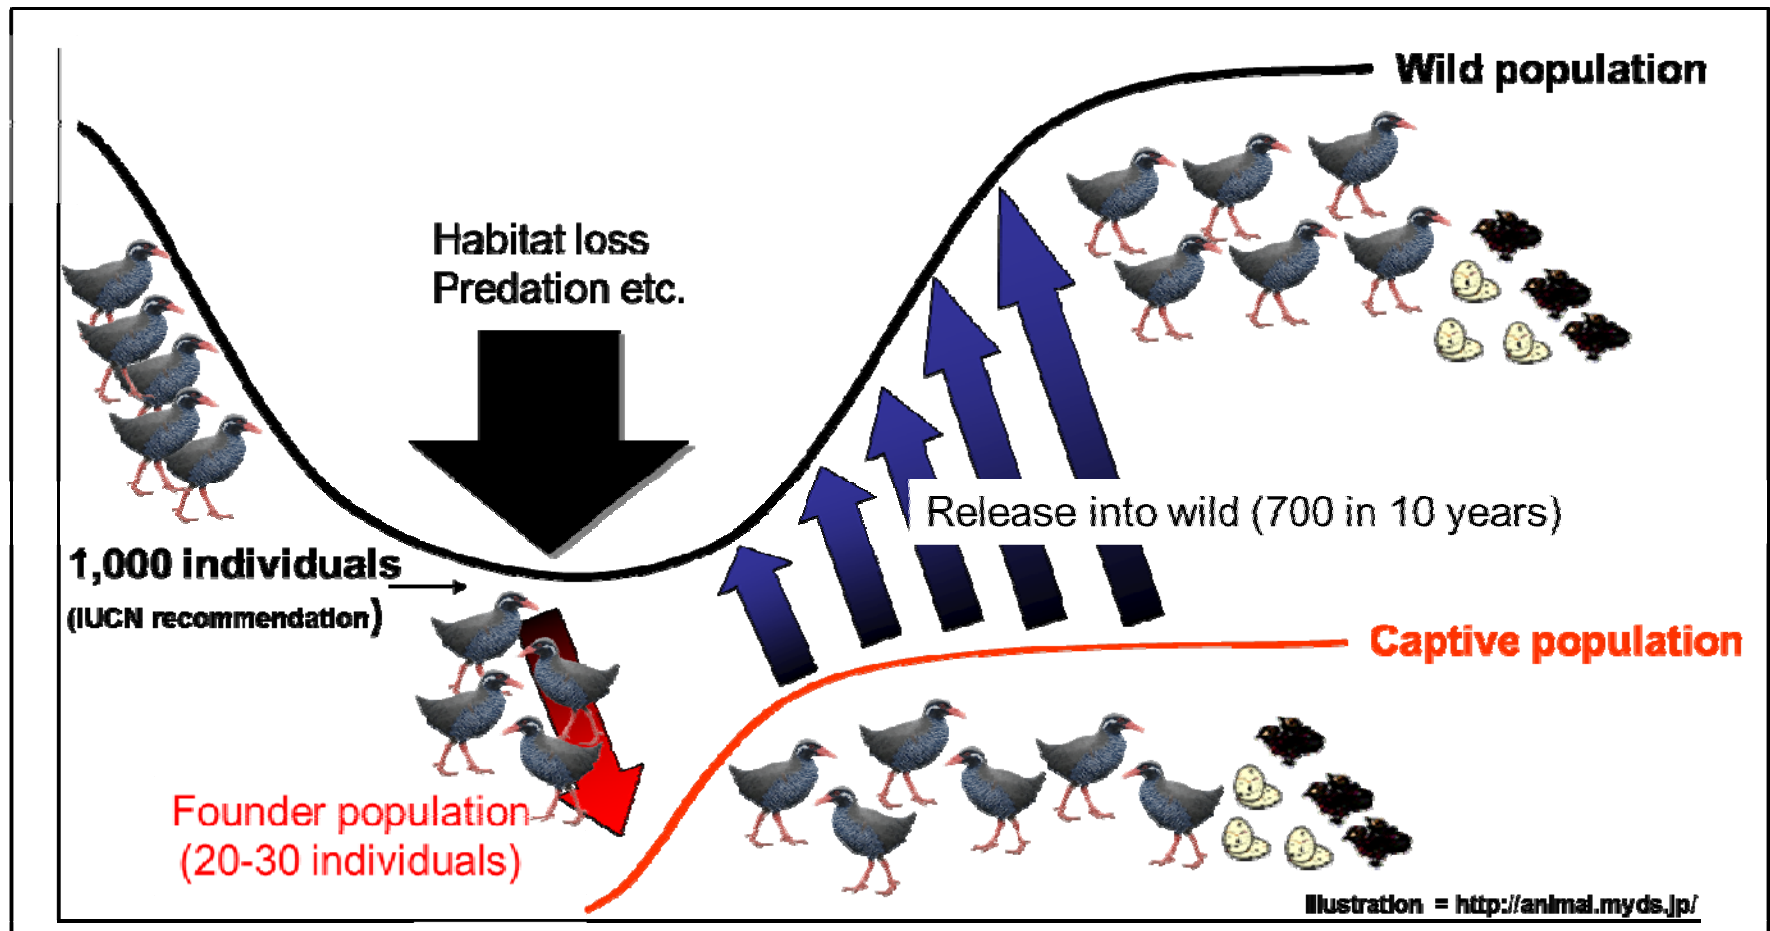 Wild population
Habitat loss
Predation etc.
Release into wild (700 in 10 years)
1,000 individuals
(IUCN recommendation)
Captive population
Founder population
(20-30 individuals)
Illustration = http://animal.myds.jp/